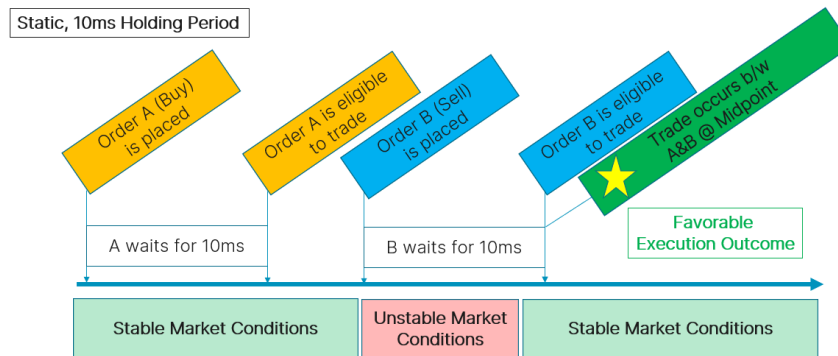 Static, 10ms Holding Period
Order A (Buy)
is placed
Order A is eligible
to trade
Order B (Sell)
is placed
Order B is eligible
to trade
Trade occurs b/w
A&B @ Midpoint
A waits for 10ms
B waits for 10ms
Favorable
Execution Outcome
Stable Market Conditions
Unstable Market
Conditions
Stable Market Conditions